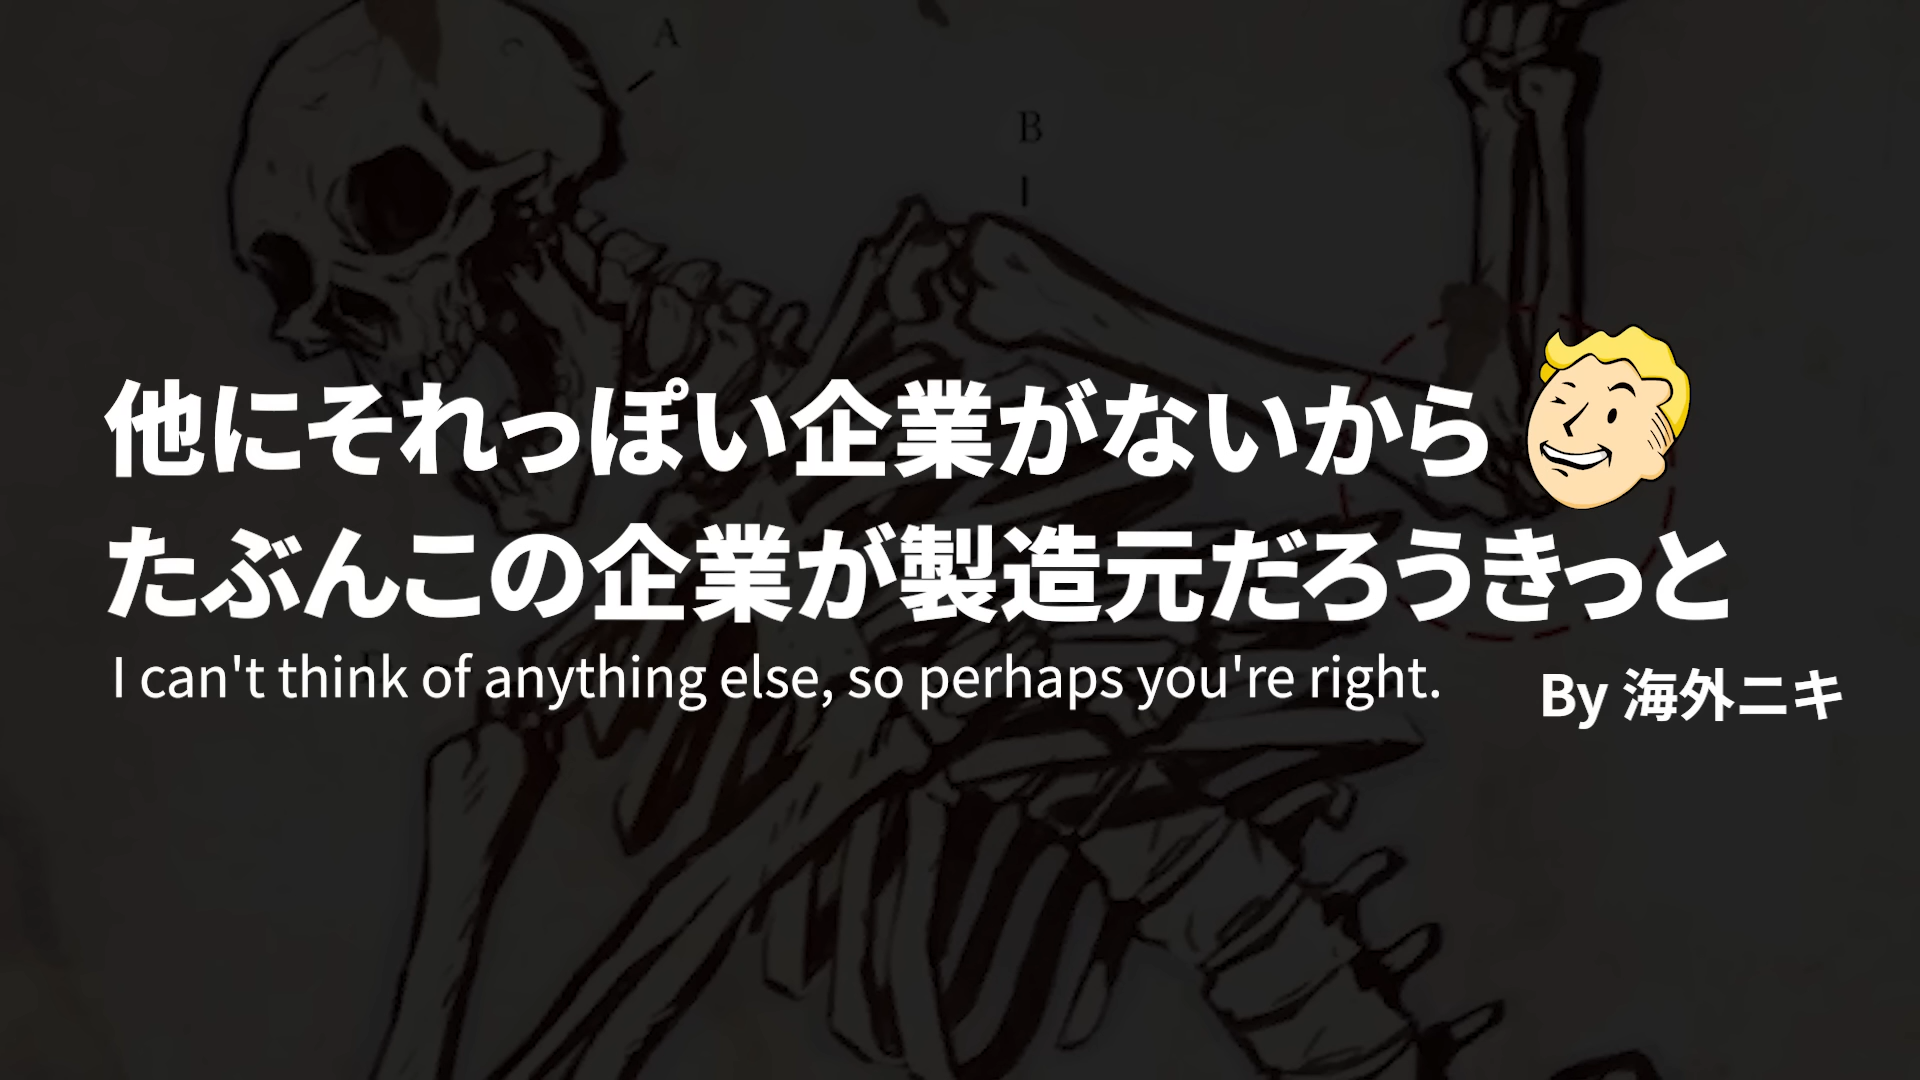 A
B
他にそれっぽい企業がないから
たぶんこの企業が製造元だろうきっと
I can't think of anything else, so perhaps you're right.
By 海外ニキ